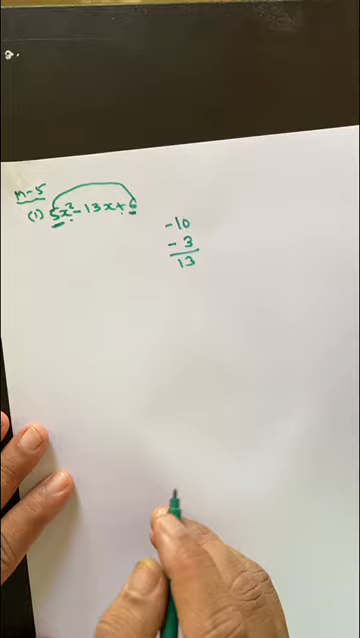 M-5
(1) 5x² - 13x + 6
-10
- 3
13